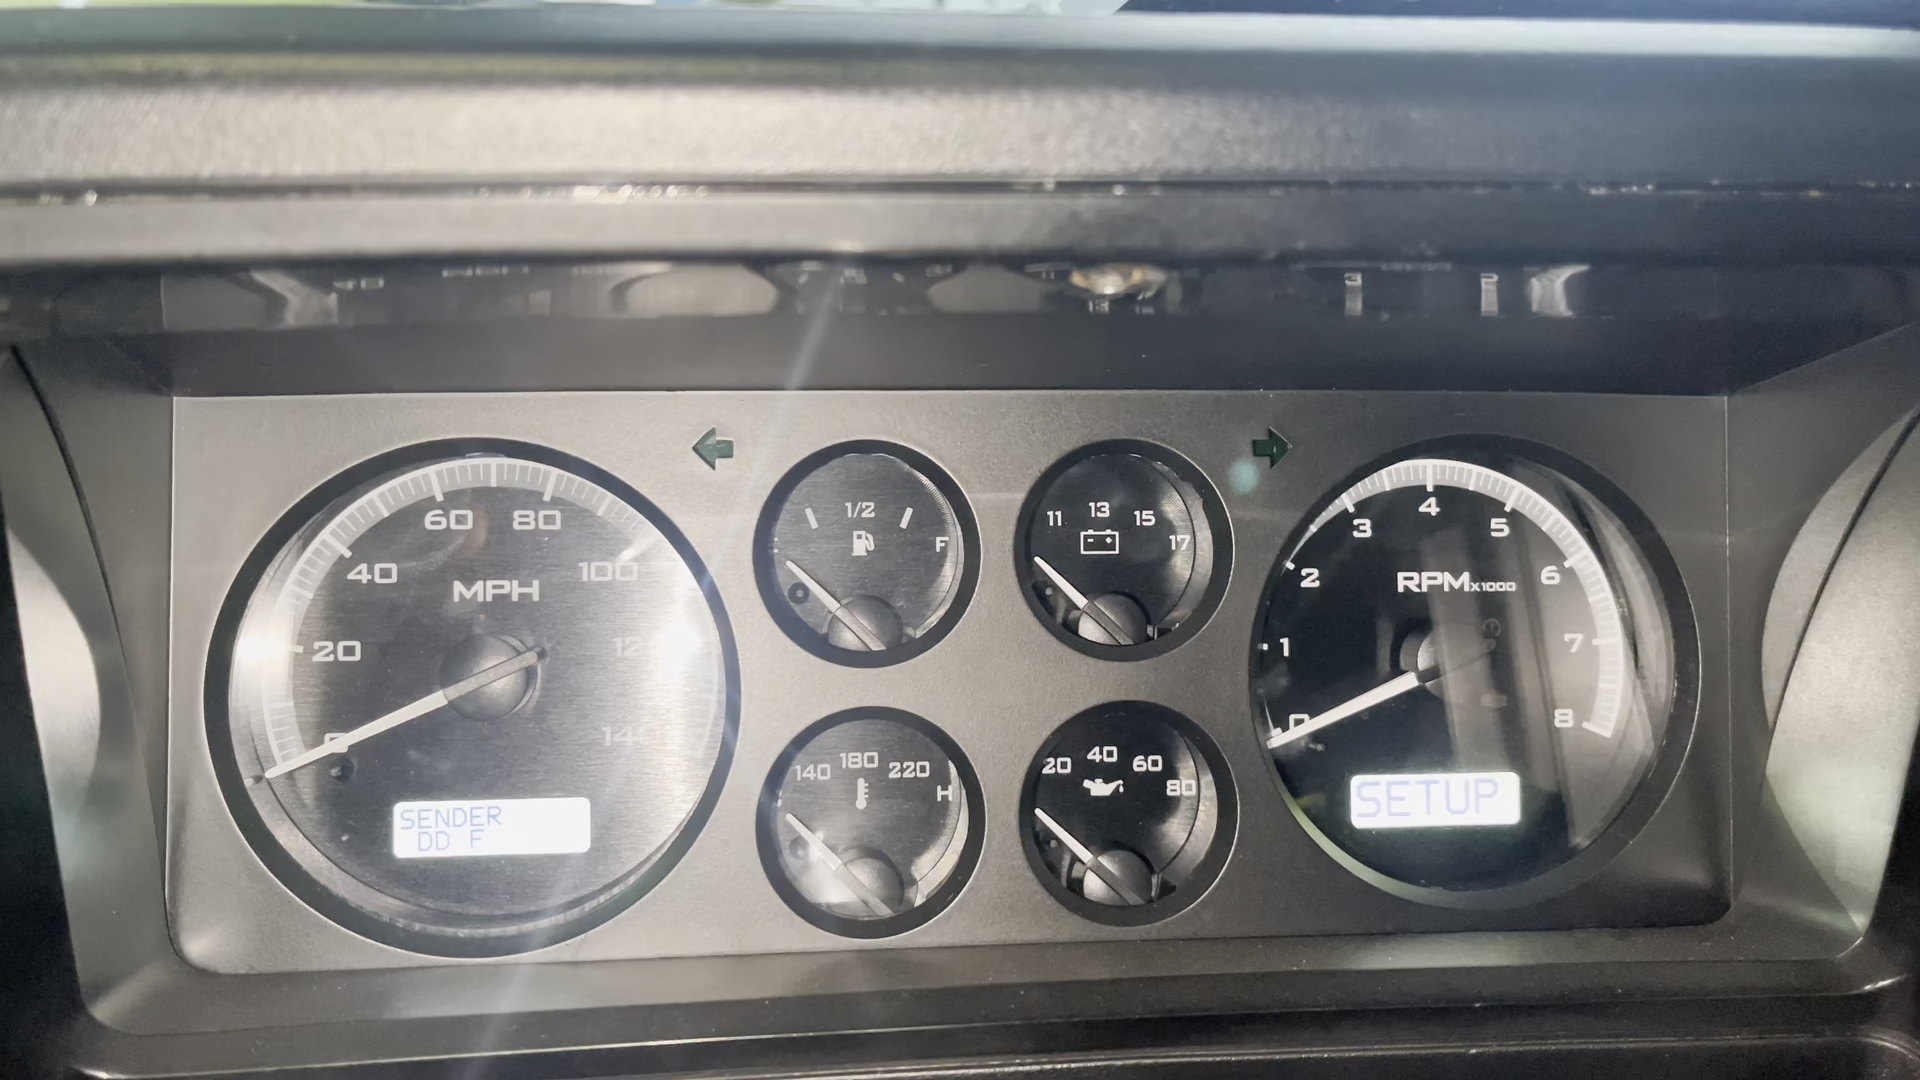 60 80
40 100
MPH
20 120
0 140
SENDER
DD F
1/2
F
11 13 15 17
140 180 220
H
20 40 60 80
3 4 5
2 6
RPMx1000
1 7
0 8
SETUP